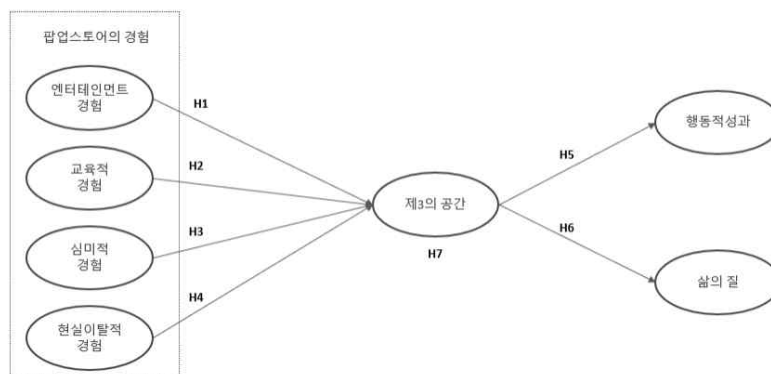 팝업스토어의 경험
엔터테인먼트
경험
교육적
경험
심미적
경험
현실이탈적
경험
H1
H2
H3
H4
제3의 공간
H7
H5
H6
행동적성과
삶의 질